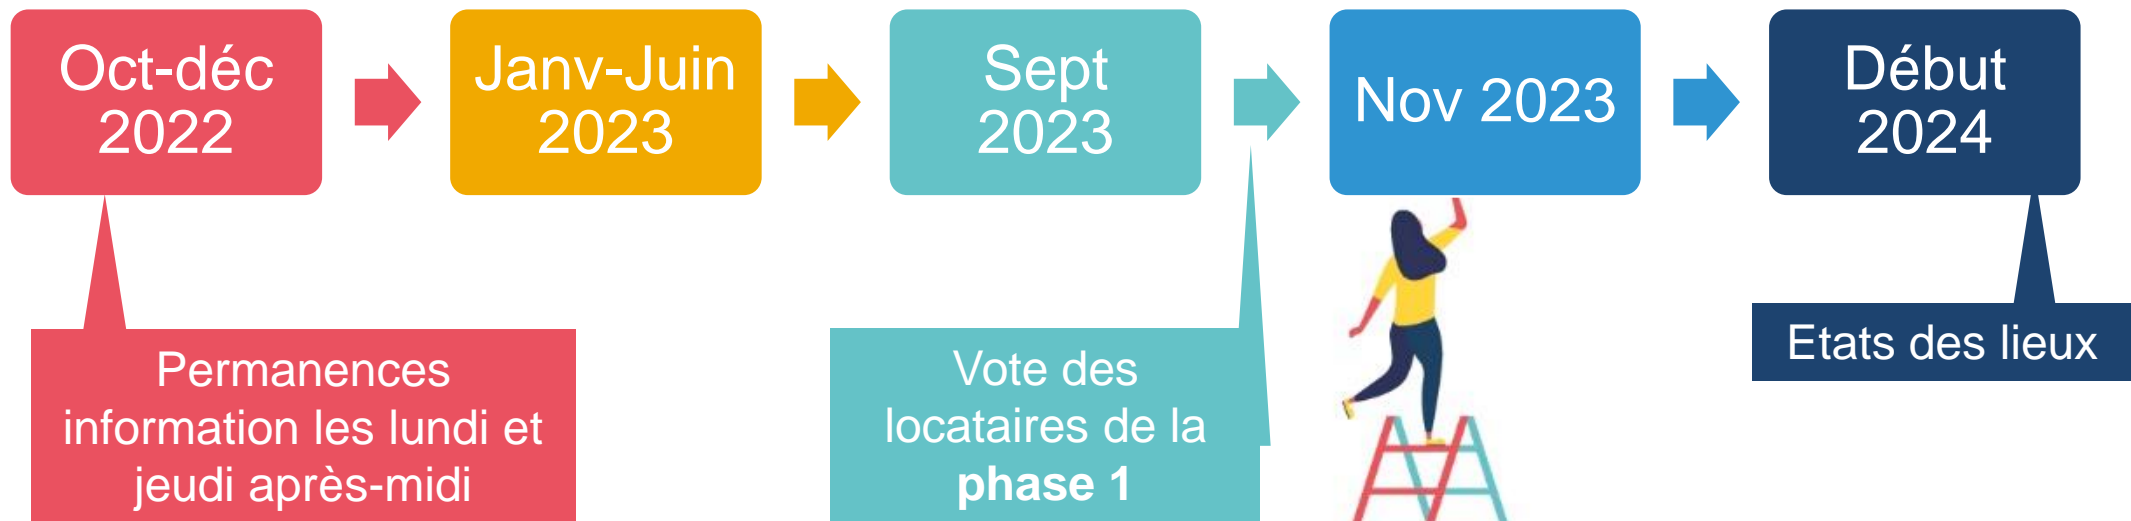 Oct-déc
2022
Janv-Juin
2023
Sept
2023
Nov 2023
Début
2024
Permanences
information les lundi et
jeudi après-midi
Vote des
locataires de la
phase 1
Etats des lieux